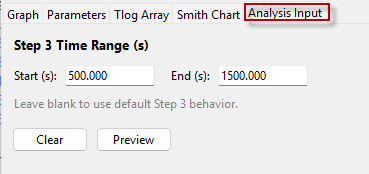 Graph Parameters Tlog Array Smith Chart Analysis Input
Step 3 Time Range (s)
Start (s): 500.000 End (s): 1500.000
Leave blank to use default Step 3 behavior.
Clear Preview